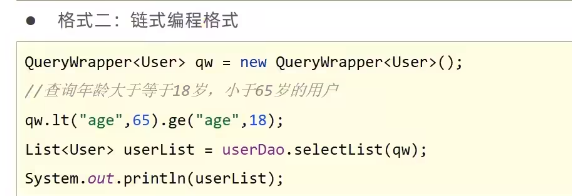 ● 格式二：链式编程格式
QueryWrapper<User> qw = new QueryWrapper<User>();
//查询年龄大于等于18岁，小于65岁的用户
qw.lt("age",65).ge("age",18);
List<User> userList = userDao.selectList(qw);
System.out.println(userList);